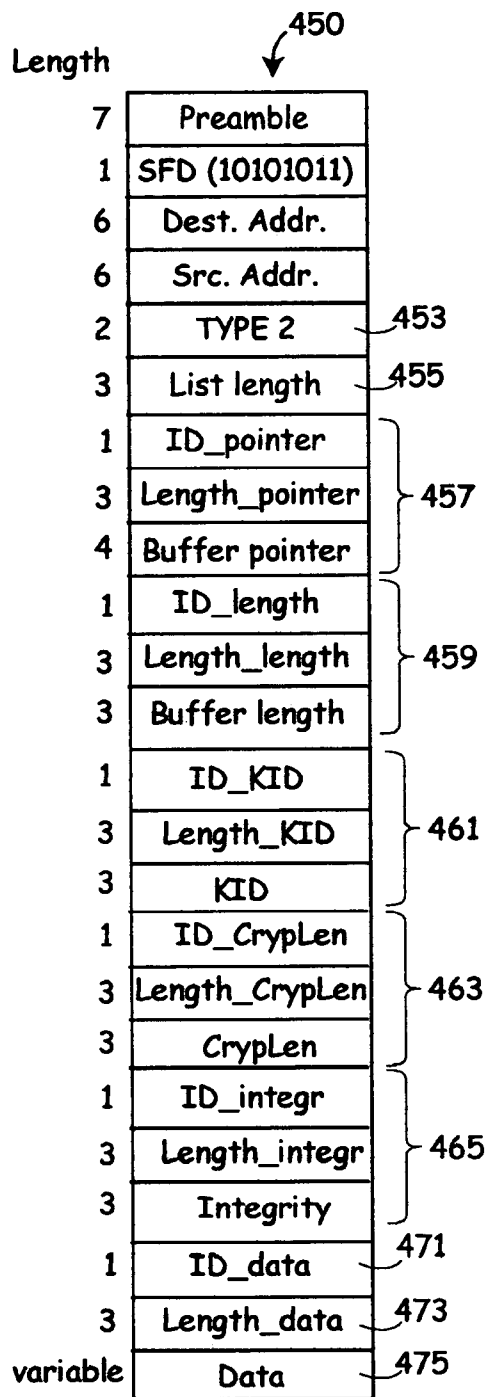 450
Length
7 Preamble
1 SFD (10101011)
6 Dest. Addr.
6 Src. Addr.
2 TYPE 2 453
3 List length 455
1 ID_pointer
3 Length_pointer 457
4 Buffer pointer
1 ID_length
3 Length_length 459
3 Buffer length
1 ID_KID
3 Length_KID 461
3 KID
1 ID_CrypLen
3 Length_CrypLen 463
3 CrypLen
1 ID_integr
3 Length_integr 465
3 Integrity
1 ID_data 471
3 Length_data 473
variable Data 475